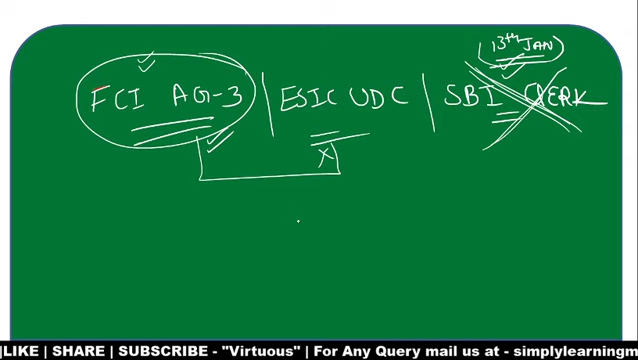 (13th JAN)
FCI AG-3 | ESIC UDC | SBI CLERK
X
|LIKE | SHARE | SUBSCRIBE - "Virtuous" | For Any Query mail us at - simplylearningm